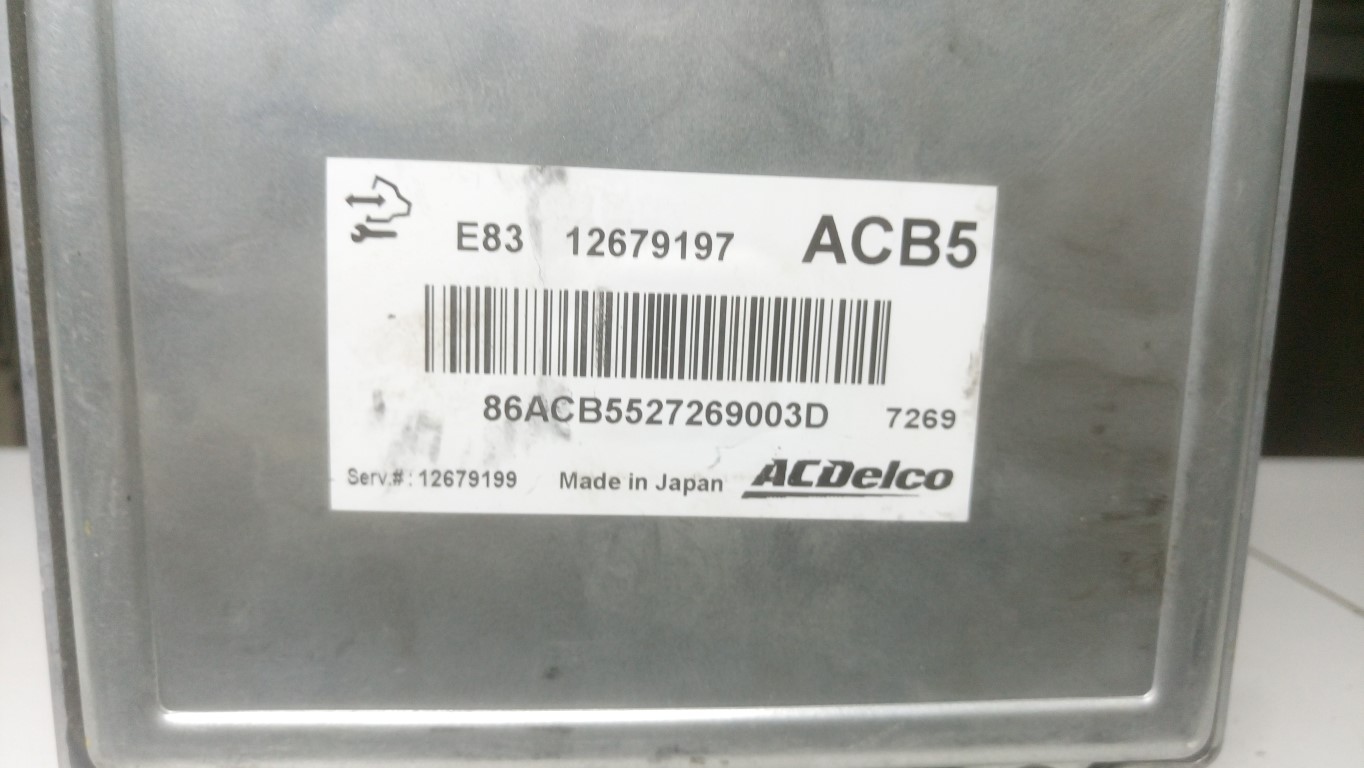 E83 12679197 ACB5
86ACB5527269003D 7269
Serv.#: 12679199 Made in Japan ACDelco